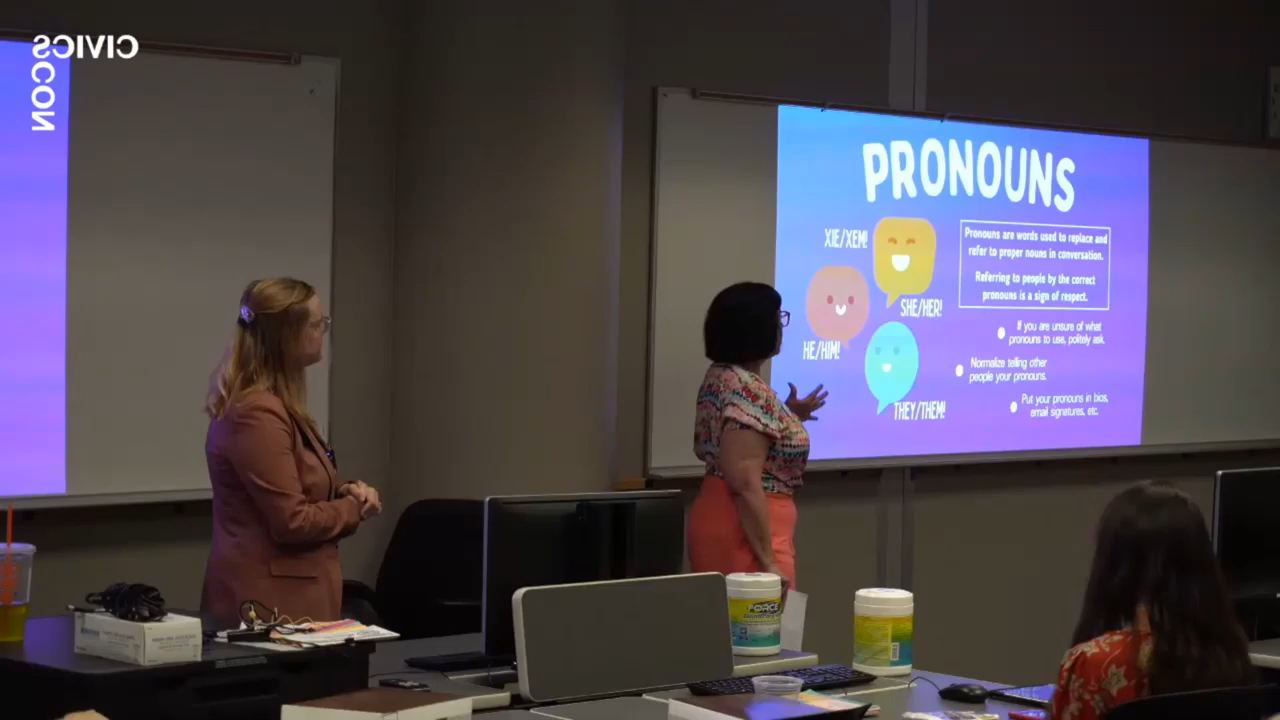 CIVICS
CON
PRONOUNS
XIE/XEM!
SHE/HER!
HE/HIM!
THEY/THEM!
Pronouns are words used to replace and
refer to proper nouns in conversation.
Referring to people by the correct
pronouns is a sign of respect.
If you are unsure of what
pronouns to use, politely ask.
Normalize telling other
people your pronouns.
Put your pronouns in bios,
email signatures, etc.
FORCE